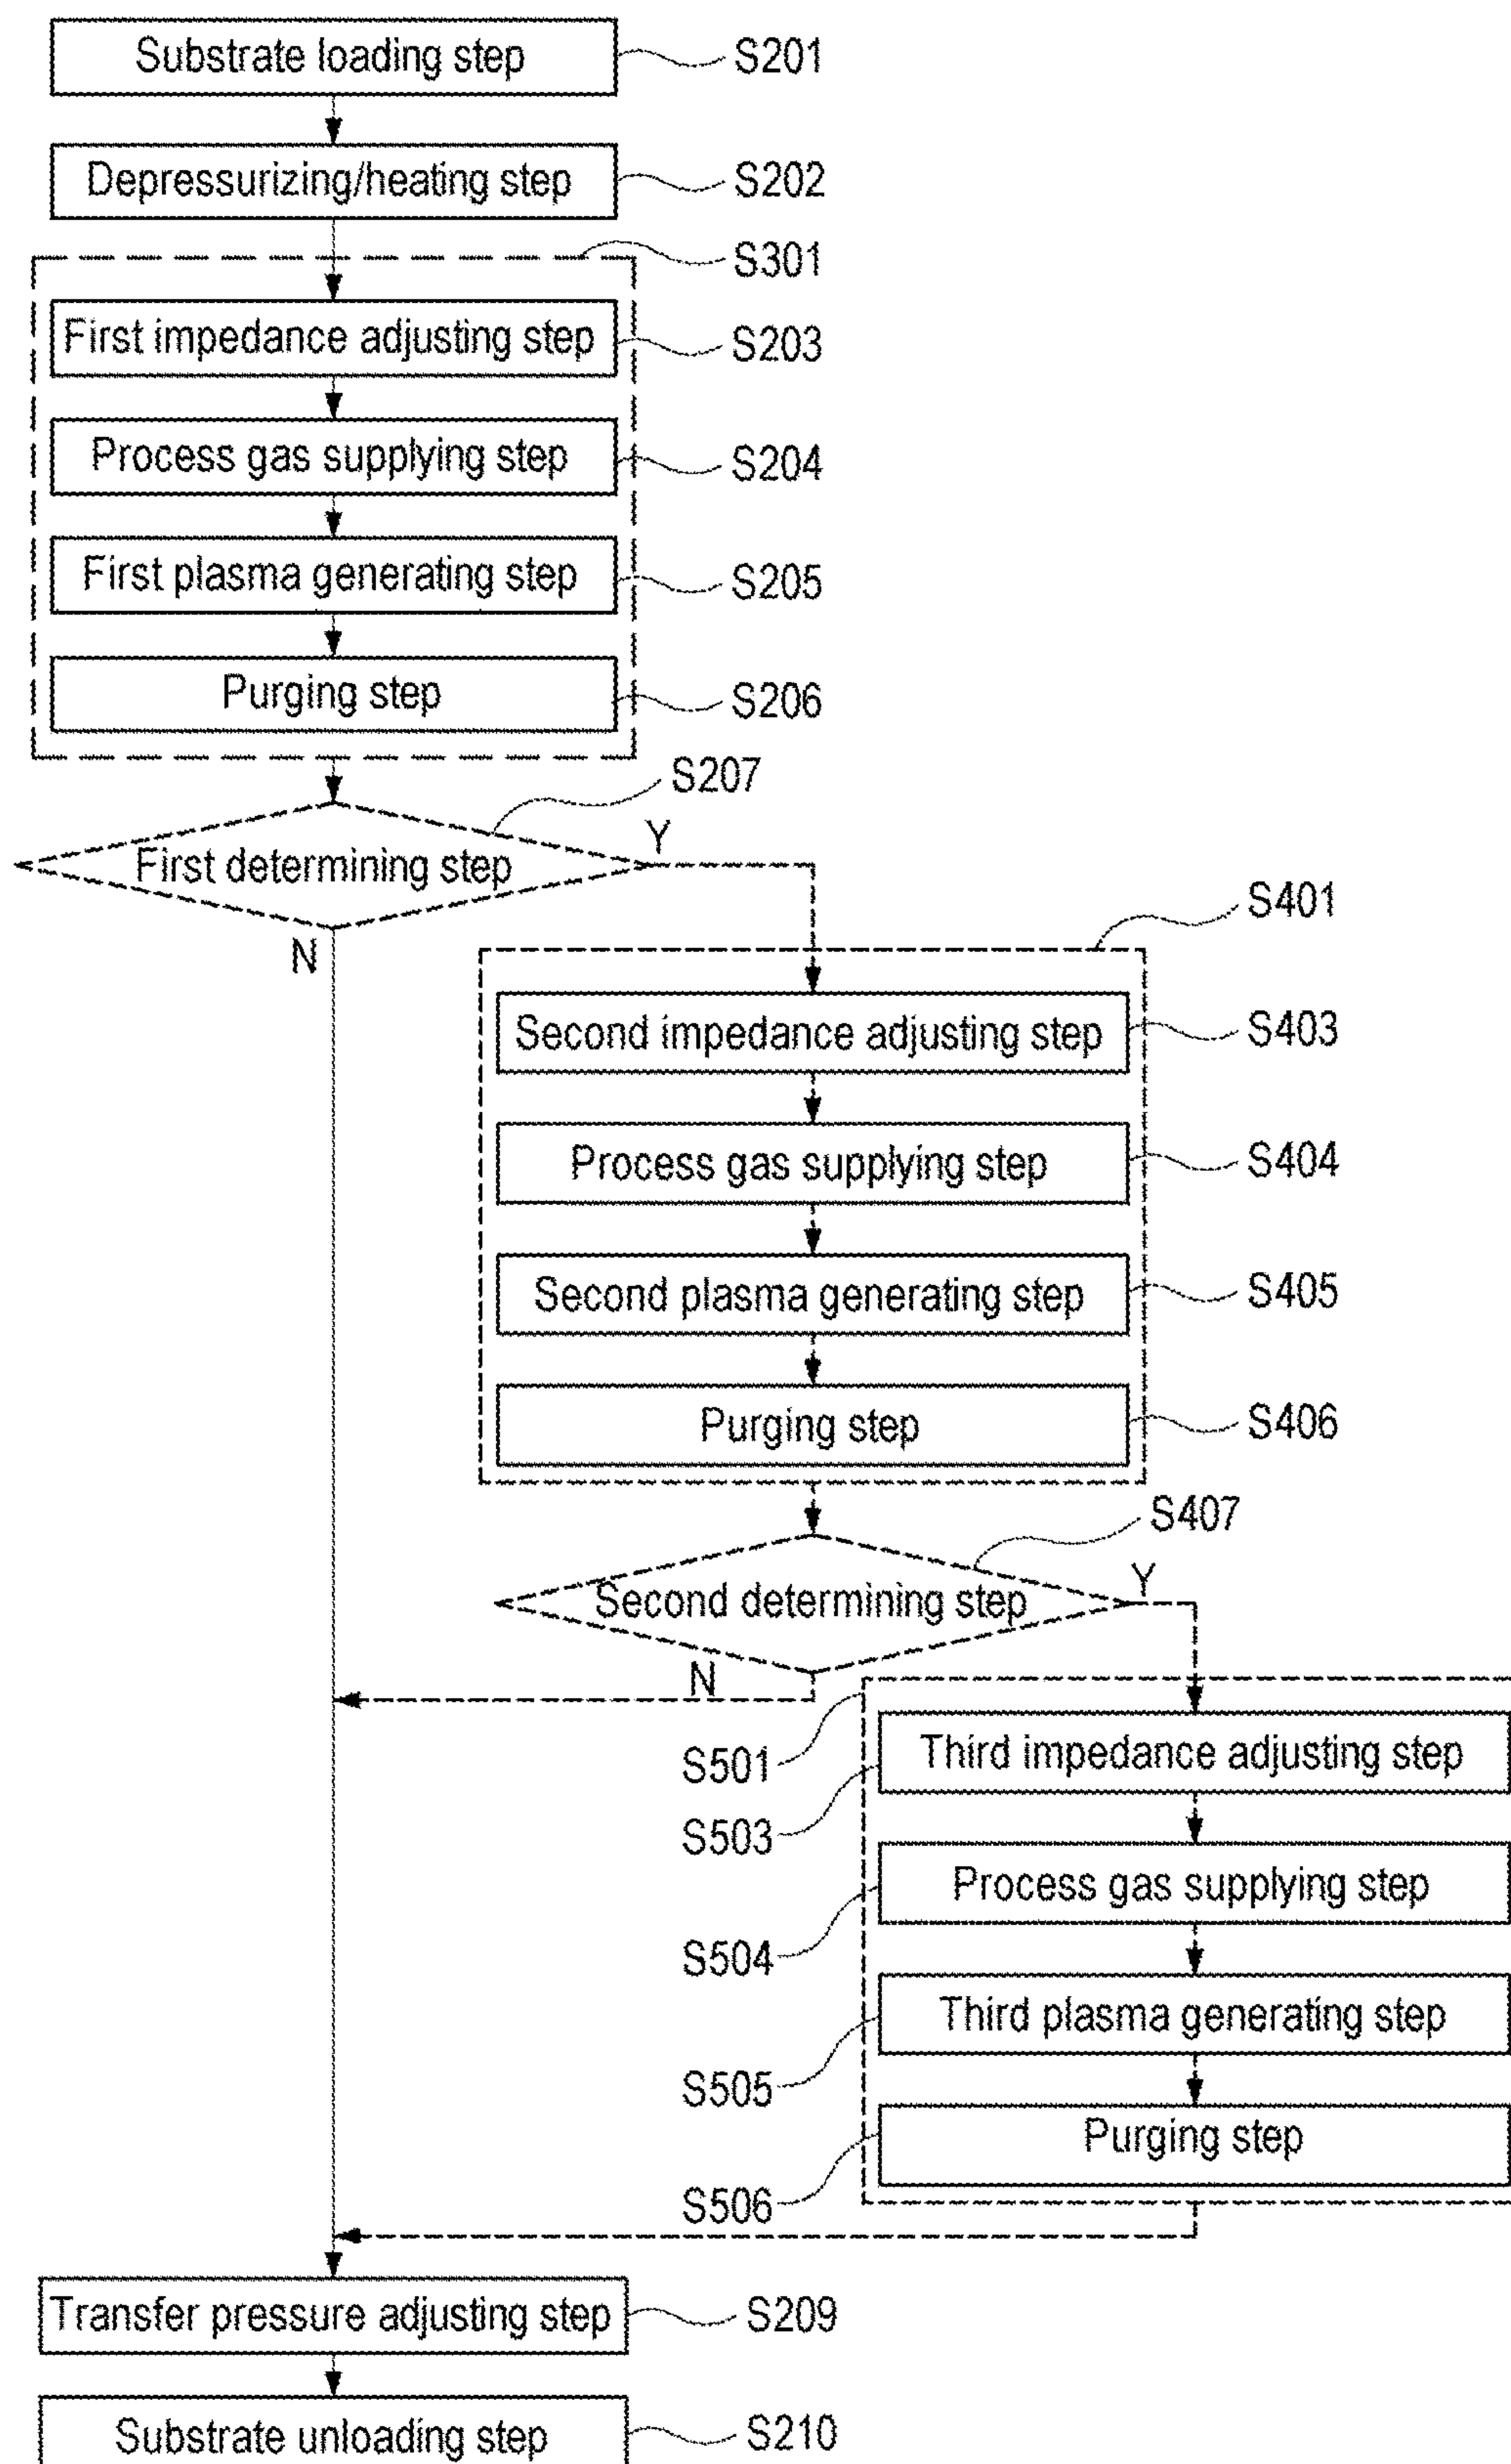 Substrate loading step S201
Depressurizing/heating step S202
S301
First impedance adjusting step S203
Process gas supplying step S204
First plasma generating step S205
Purging step S206
S207
First determining step Y
N
S401
Second impedance adjusting step S403
Process gas supplying step S404
Second plasma generating step S405
Purging step S406
S407
Second determining step Y
N
S501
Third impedance adjusting step
S503
Process gas supplying step
S504
Third plasma generating step
S505
Purging step
S506
Transfer pressure adjusting step S209
Substrate unloading step S210